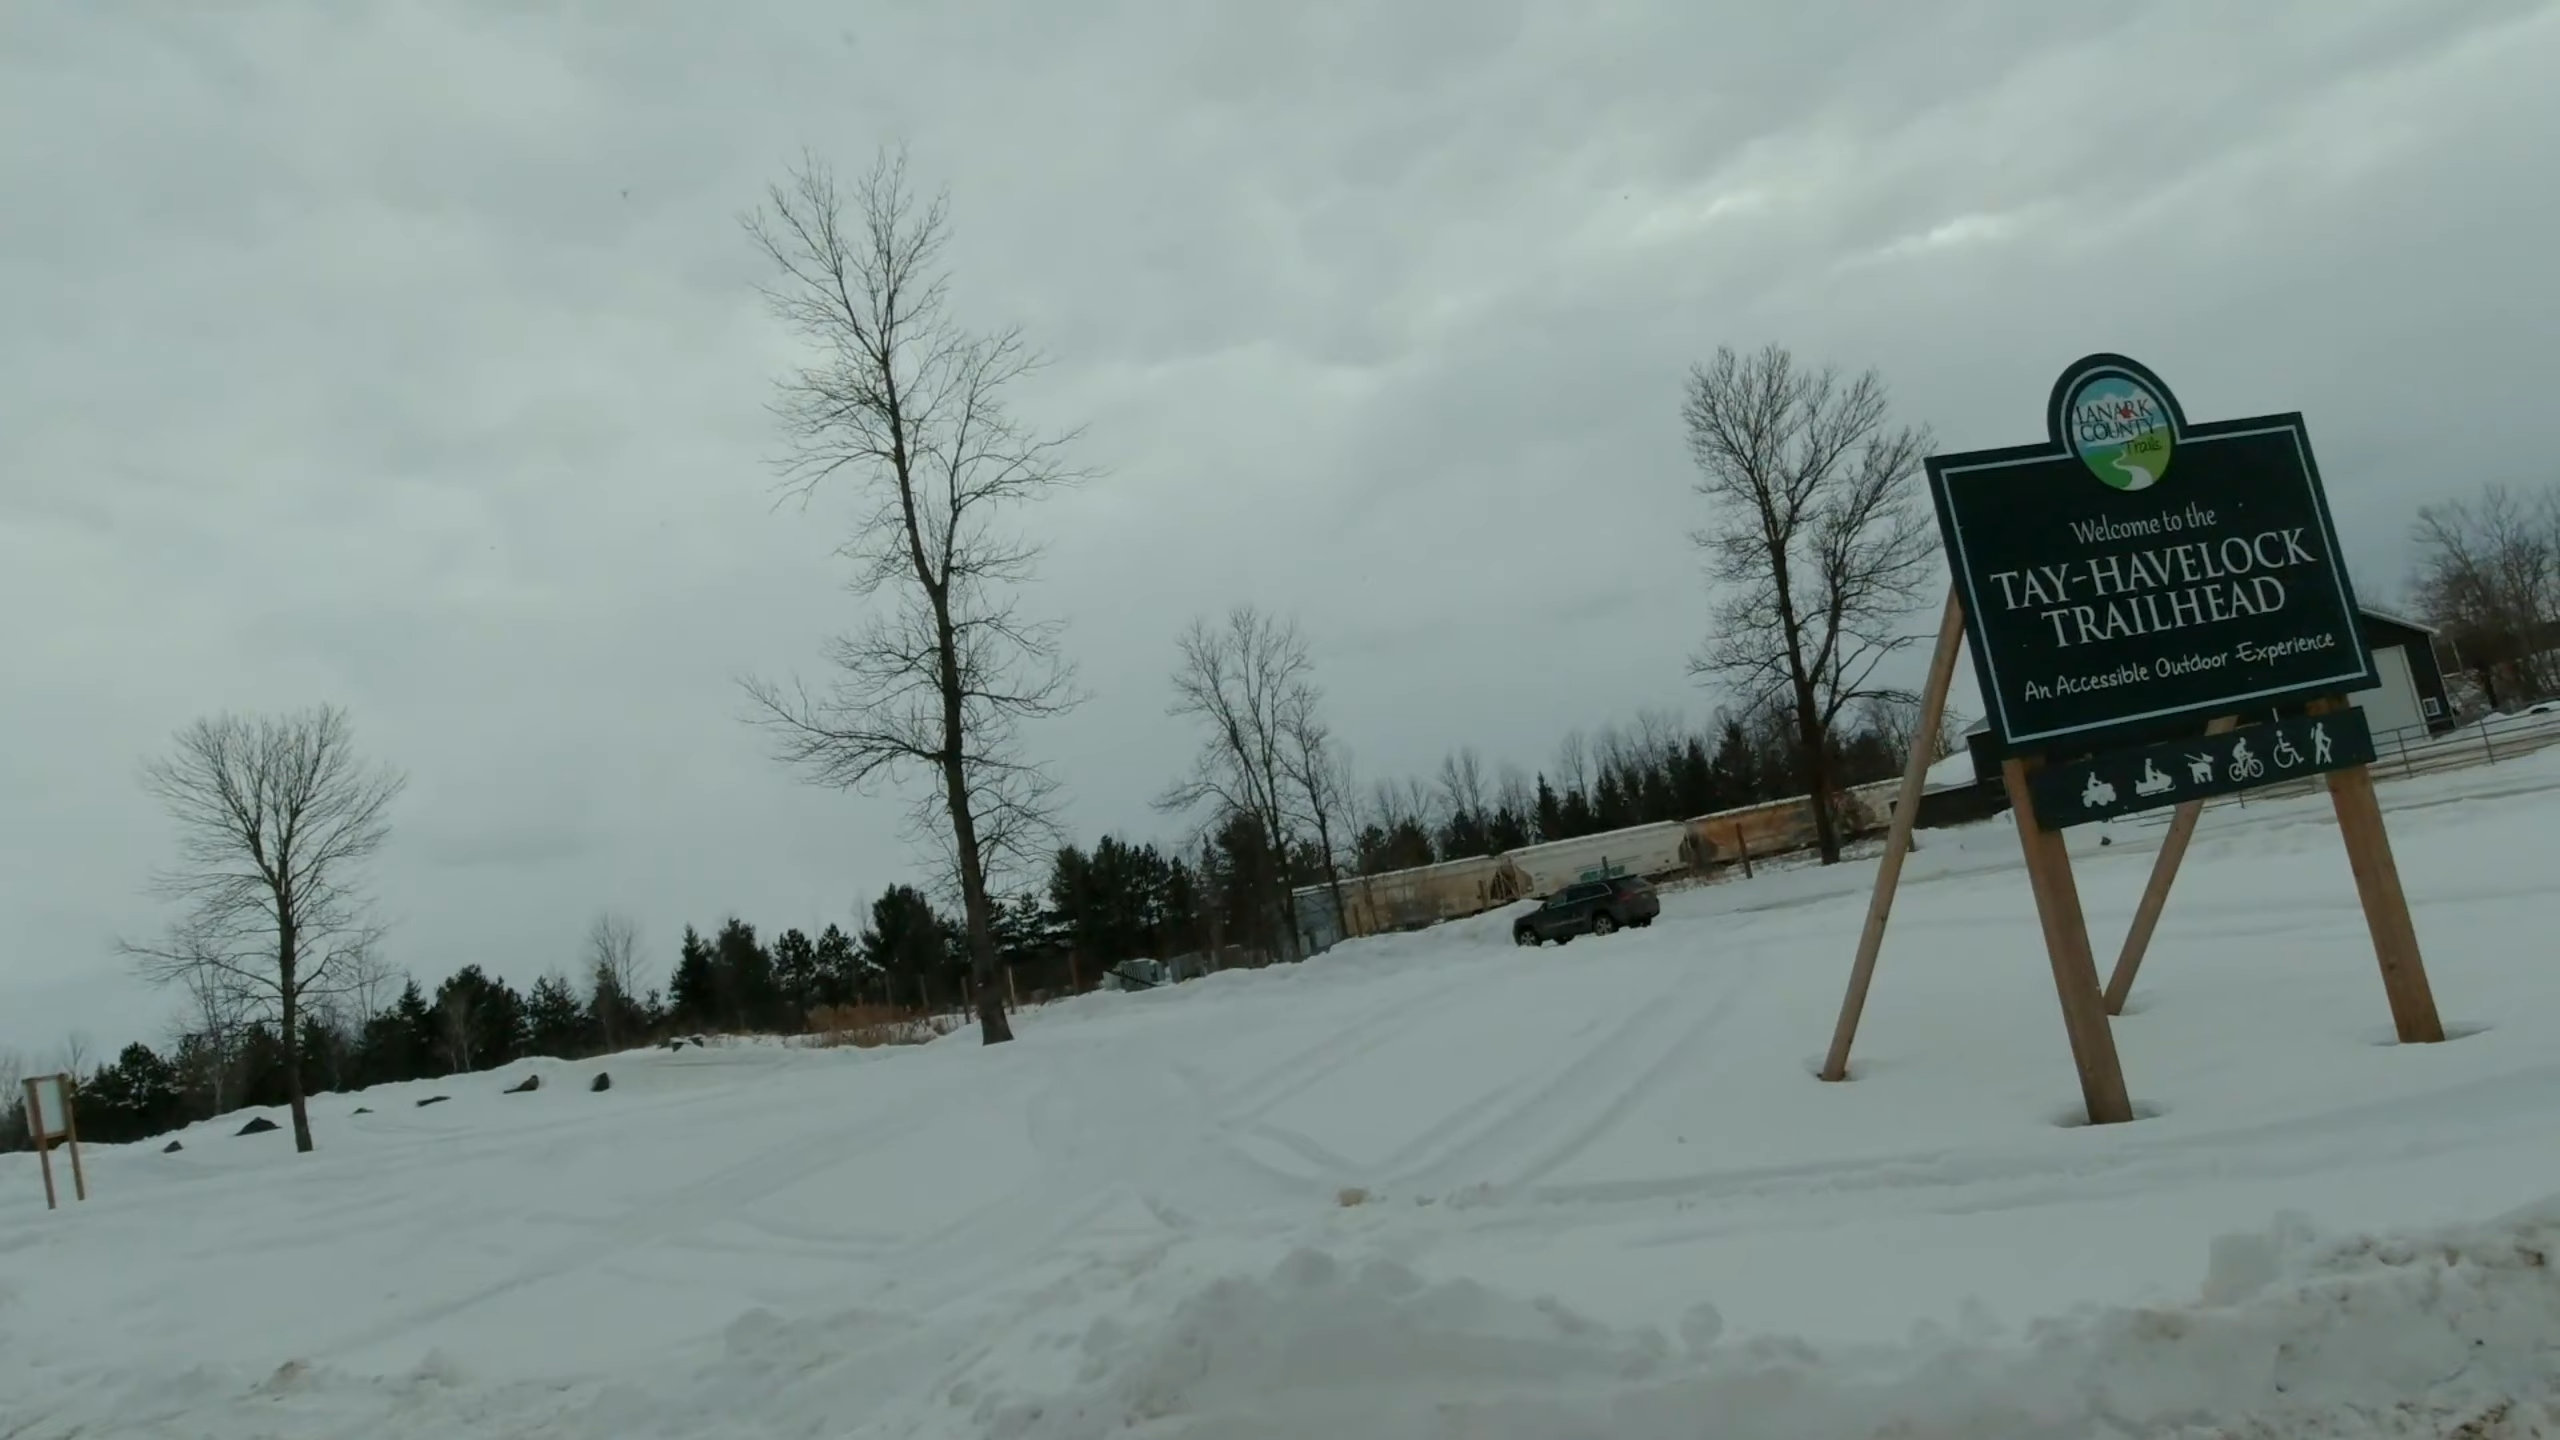 LANARK
COUNTY
Trails
Welcome to the
TAY-HAVELOCK
TRAILHEAD
An Accessible Outdoor Experience